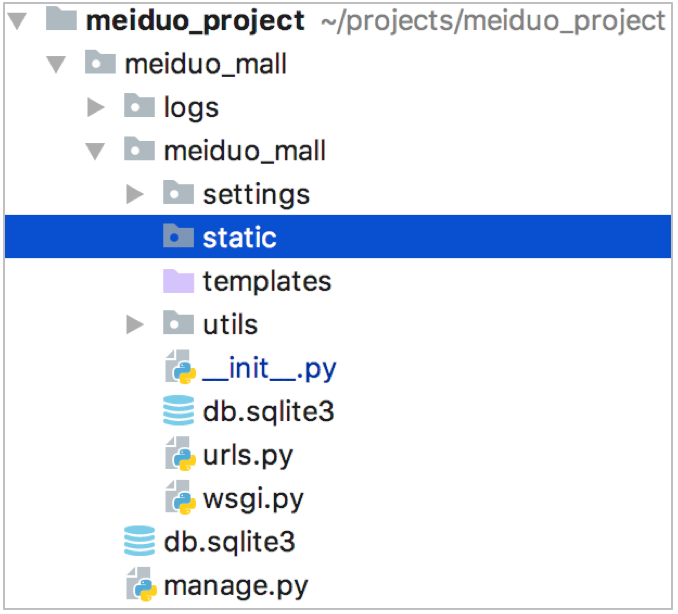 meiduo_project ~/projects/meiduo_project
meiduo_mall
logs
meiduo_mall
settings
static
templates
utils
__init__.py
db.sqlite3
urls.py
wsgi.py
db.sqlite3
manage.py